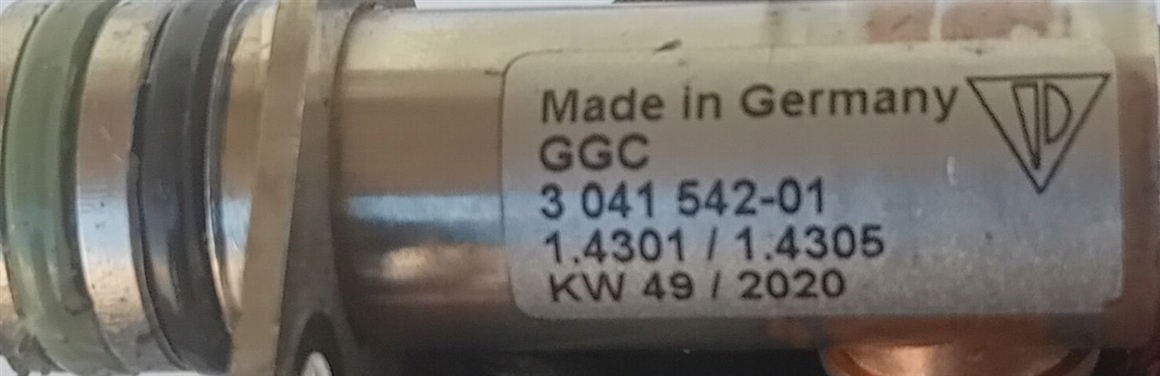 Made in Germany
GGC
3 041 542-01
1.4301 / 1.4305
KW 49 / 2020